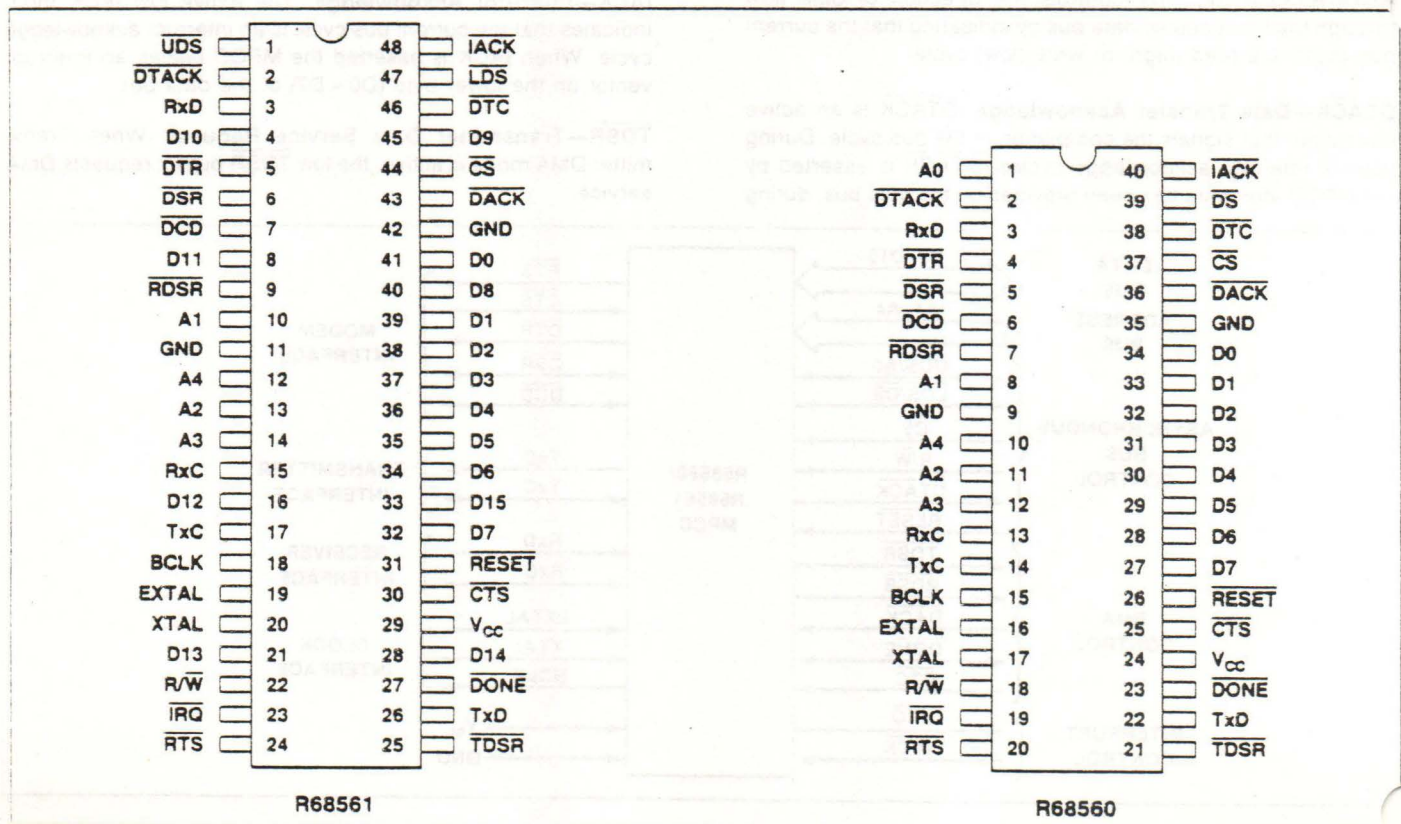 UDS 1 48 IACK
DTACK 2 47 LDS
RxD 3 46 DTC
D10 4 45 D9
DTR 5 44 CS
DSR 6 43 DACK
DCD 7 42 GND
D11 8 41 D0
RDSR 9 40 D8
A1 10 39 D1
GND 11 38 D2
A4 12 37 D3
A2 13 36 D4
A3 14 35 D5
RxC 15 34 D6
D12 16 33 D15
TxC 17 32 D7
BCLK 18 31 RESET
EXTAL 19 30 CTS
XTAL 20 29 VCC
D13 21 28 D14
R/W 22 27 DONE
IRQ 23 26 TxD
RTS 24 25 TDSR
R68561
A0 1 40 IACK
DTACK 2 39 DS
RxD 3 38 DTC
DTR 4 37 CS
DSR 5 36 DACK
DCD 6 35 GND
RDSR 7 34 D0
A1 8 33 D1
GND 9 32 D2
A4 10 31 D3
A2 11 30 D4
A3 12 29 D5
RxC 13 28 D6
TxC 14 27 D7
BCLK 15 26 RESET
EXTAL 16 25 CTS
XTAL 17 24 VCC
R/W 18 23 DONE
IRQ 19 22 TxD
RTS 20 21 TDSR
R68560